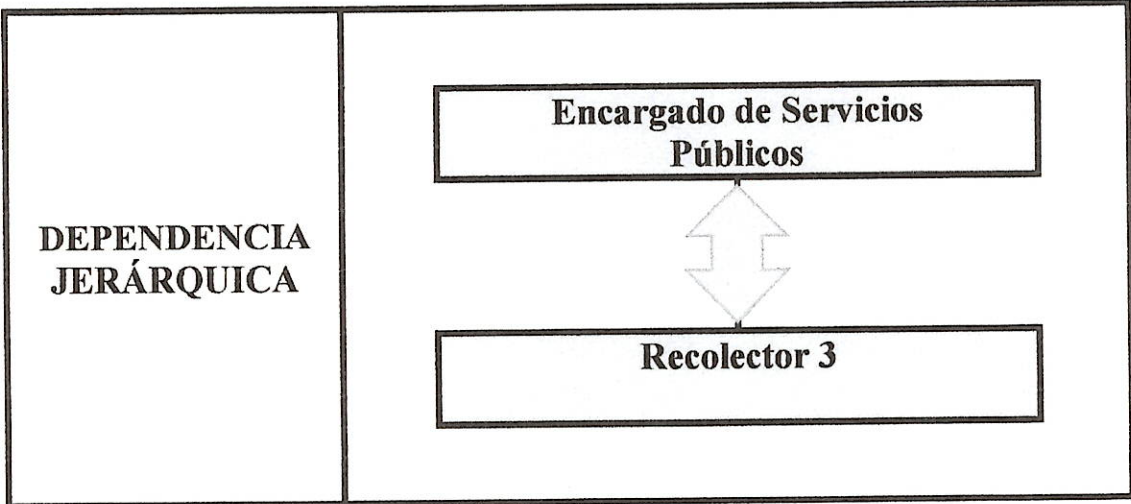 DEPENDENCIA
JERÁRQUICA
Encargado de Servicios
Públicos
Recolector 3